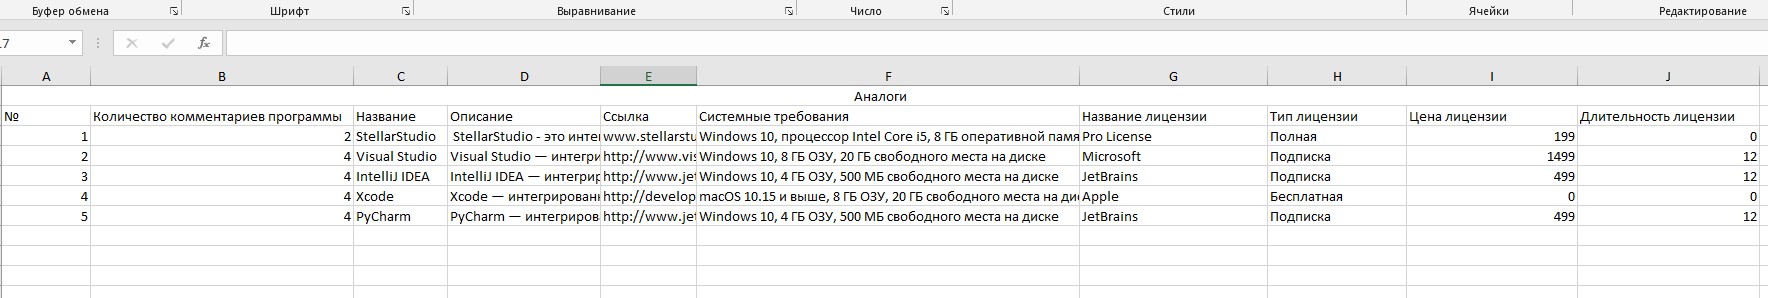 Буфер обмена Шрифт Выравнивание Число Стили Ячейки Редактирование
fx
A B C D E F G H I J
Аналоги
№ Количество комментариев программы Название Описание Ссылка Системные требования Название лицензии Тип лицензии Цена лицензии Длительность лицензии
1 2 StellarStudio StellarStudio - это www.stellarstu Windows 10, процессор Intel Core i5, 8 ГБ оперативной Pro License Полная 199 0
2 4 Visual Studio Visual Studio — http://www.vis Windows 10, 8 ГБ ОЗУ, 20 ГБ свободного места на диске Microsoft Подписка 1499 12
3 4 IntelliJ IDEA IntelliJ IDEA — http://www.jet Windows 10, 4 ГБ ОЗУ, 500 МБ свободного места на диске JetBrains Подписка 499 12
4 4 Xcode Xcode — интегрирован http://develop macOS 10.15 и выше, 8 ГБ ОЗУ, 20 ГБ свободного места на Apple Бесплатная 0 0
5 4 PyCharm PyCharm — интегриров http://www.jet Windows 10, 4 ГБ ОЗУ, 500 МБ свободного места на диске JetBrains Подписка 499 12